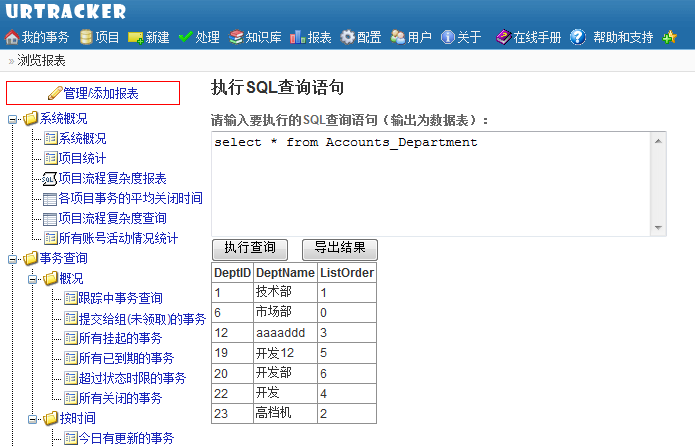 URTRACKER
我的事务 项目 新建 处理 知识库 报表 配置 用户 关于 在线手册 帮助和支持
» 浏览报表
管理/添加报表
系统概况
系统概况
项目统计
SQL 项目流程复杂度报表
各项目事务的平均关闭时间
项目流程复杂度查询
所有账号活动情况统计
事务查询
概况
跟踪中事务查询
提交给组(未领取)的事务
所有挂起的事务
所有已到期的事务
超过状态时限的事务
所有关闭的事务
按时间
今日有更新的事务
执行SQL查询语句
请输入要执行的SQL查询语句（输出为数据表）：
select * from Accounts_Department
执行查询 导出结果
DeptID DeptName ListOrder
1 技术部 1
6 市场部 0
12 aaaaddd 3
19 开发12 5
20 开发部 6
22 开发 4
23 高档机 2